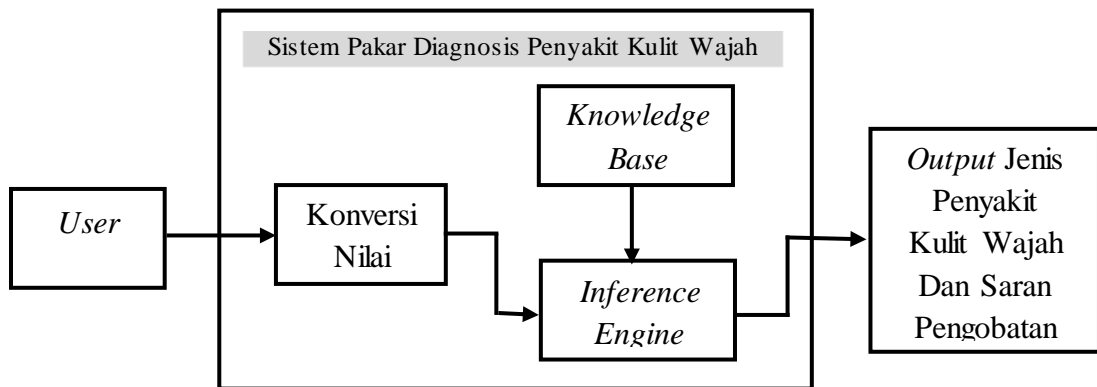 Sistem Pakar Diagnosis Penyakit Kulit Wajah
User
Konversi
Nilai
Knowledge
Base
Inference
Engine
Output Jenis
Penyakit
Kulit Wajah
Dan Saran
Pengobatan